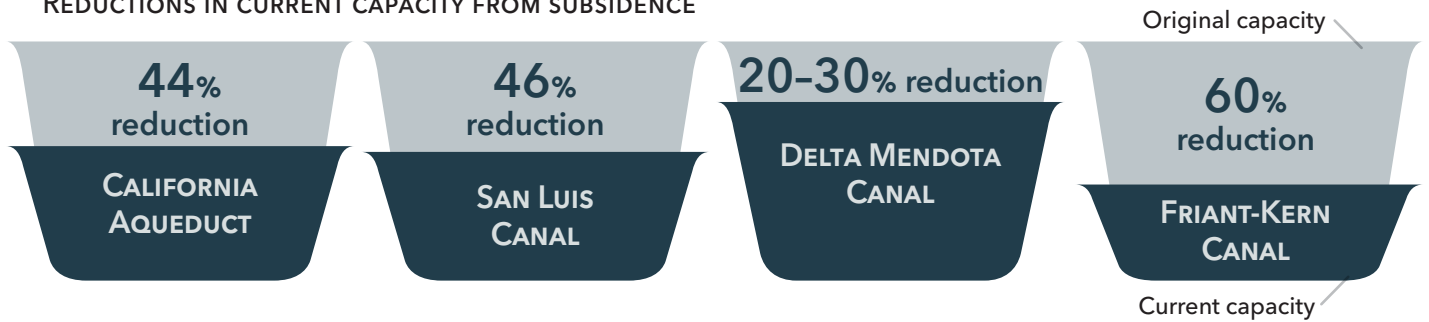 REDUCTIONS IN CURRENT CAPACITY FROM SUBSIDENCE
Original capacity
44%
reduction
CALIFORNIA
AQUEDUCT
46%
reduction
SAN LUIS
CANAL
20–30% reduction
DELTA MENDOTA
CANAL
60%
reduction
FRIANT-KERN
CANAL
Current capacity